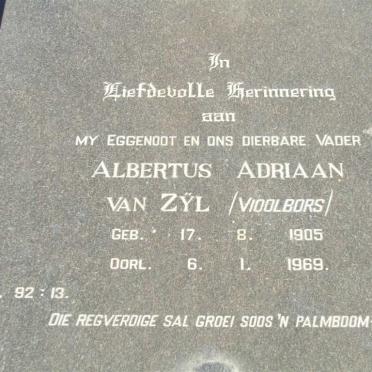 In
Liefdevolle Herinnering
aan
MY EGGENOOT EN ONS DIERBARE VADER
ALBERTUS ADRIAAN
VAN ZŸL (VIOOLBORS)
GEB. 17. 8. 1905
OORL. 6. 1. 1969.
. 92:13.
DIE REGVERDIGE SAL GROEI SOOS 'N PALMBOOM